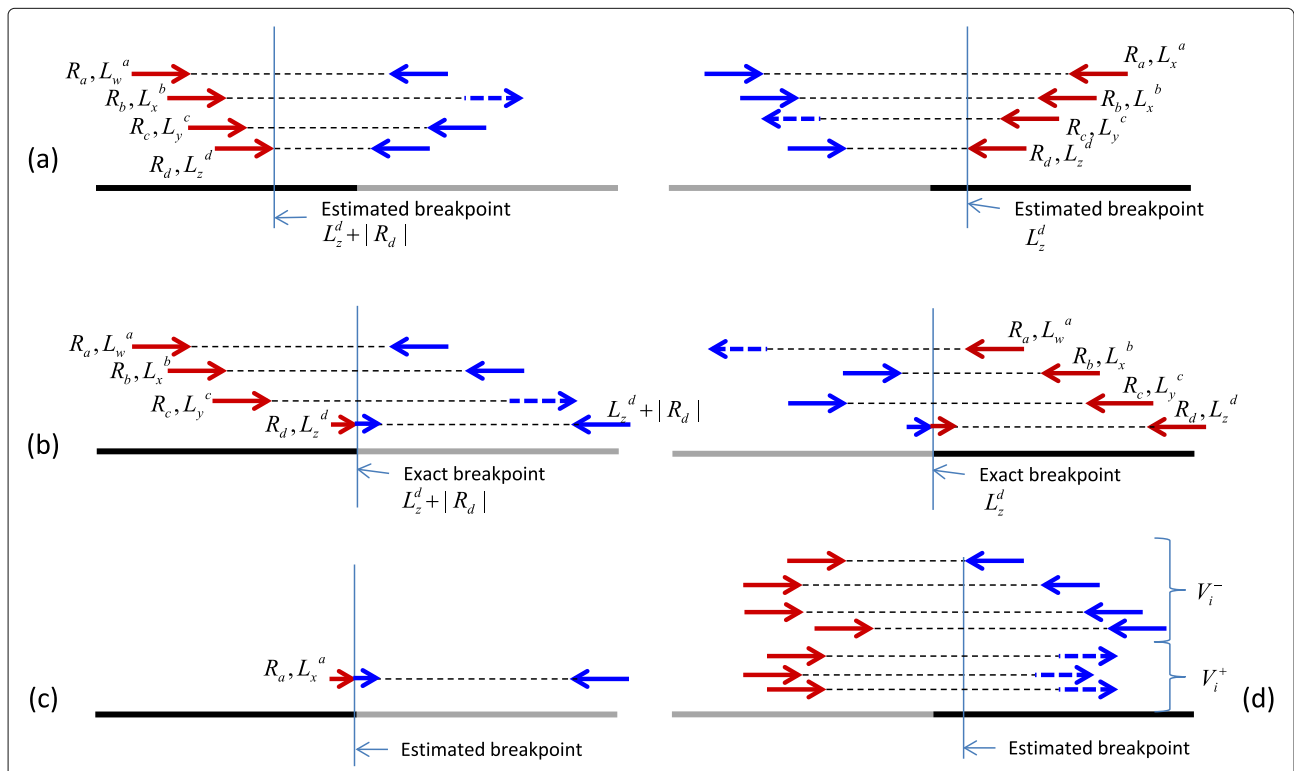 (a)
R_a, L_w^a
R_b, L_x^b
R_c, L_y^c
R_d, L_z^d
Estimated breakpoint
L_z^d + | R_d |
R_a, L_x^a
R_b, L_x^b
R_c, L_y^c
R_d, L_z^d
Estimated breakpoint
L_z^d
(b)
R_a, L_w^a
R_b, L_x^b
R_c, L_y^c
R_d, L_z^d
L_z^d + | R_d |
Exact breakpoint
L_z^d + | R_d |
R_a, L_w^a
R_b, L_x^b
R_c, L_y^c
R_d, L_z^d
Exact breakpoint
L_z^d
(c)
R_a, L_x^a
Estimated breakpoint
V_i^−
V_i^+
(d)
Estimated breakpoint